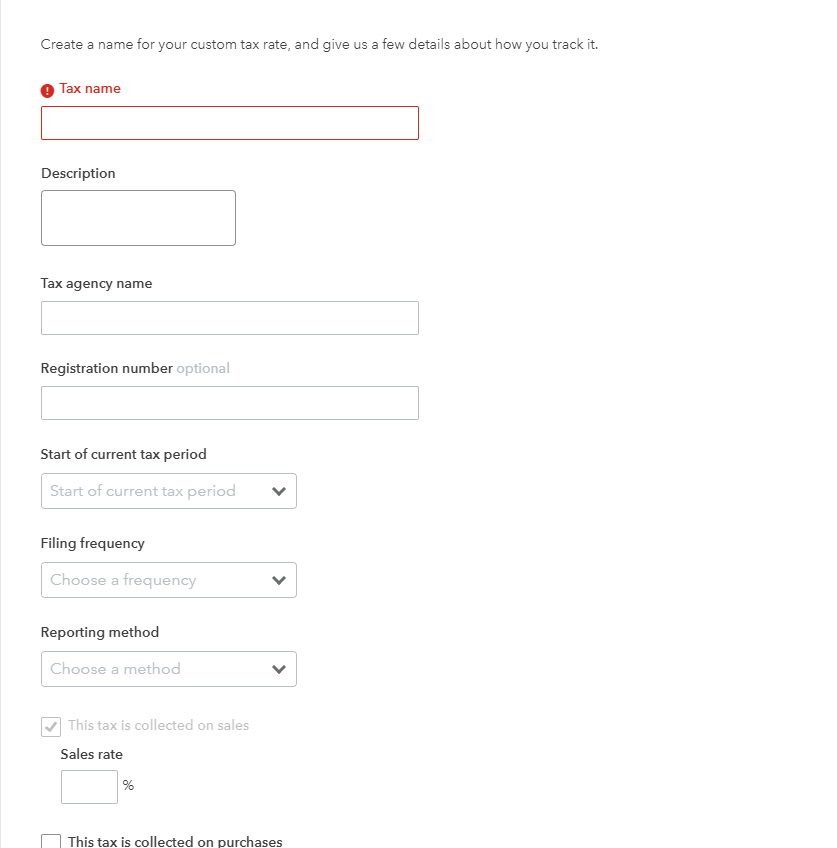 Create a name for your custom tax rate, and give us a few details about how you track it.
Tax name
Description
Tax agency name
Registration number optional
Start of current tax period
Start of current tax period
Filing frequency
Choose a frequency
Reporting method
Choose a method
This tax is collected on sales
Sales rate
%
This tax is collected on purchases